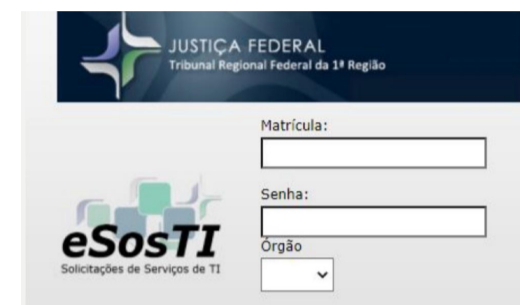 JUSTIÇA FEDERAL
Tribunal Regional Federal da 1ª Região
Matrícula:
Senha:
eSosTI
Solicitações de Serviços de TI
Órgão